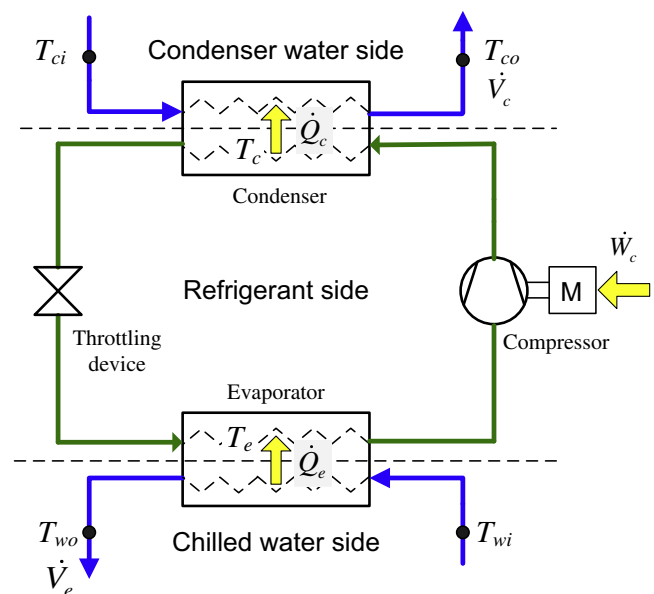 T_ci
Condenser water side
T_co
V̇_c
Q̇_c
T_c
Condenser
Ẇ_c
Refrigerant side
M
Throttling
device
Compressor
Evaporator
T_e
Q̇_e
T_wo
Chilled water side
T_wi
V̇_e